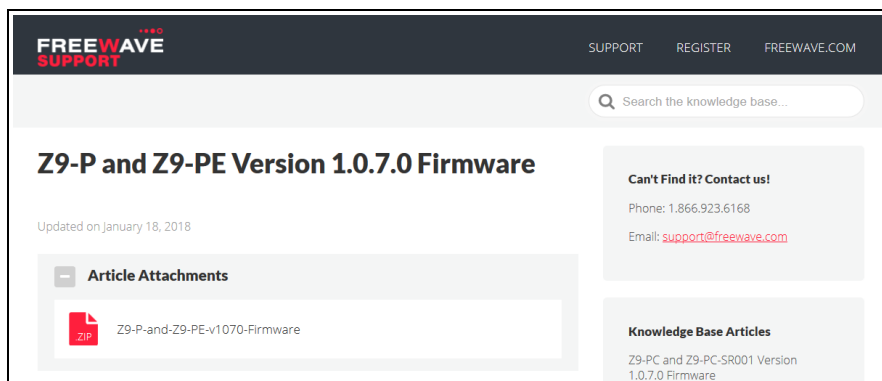 FREEWAVE
SUPPORT
SUPPORT REGISTER FREEWAVE.COM
Search the knowledge base...
Z9-P and Z9-PE Version 1.0.7.0 Firmware
Updated on January 18, 2018
Article Attachments
.ZIP
Z9-P-and-Z9-PE-v1070-Firmware
Can't Find it? Contact us!
Phone: 1.866.923.6168
Email: support@freewave.com
Knowledge Base Articles
Z9-PC and Z9-PC-SR001 Version
1.0.7.0 Firmware